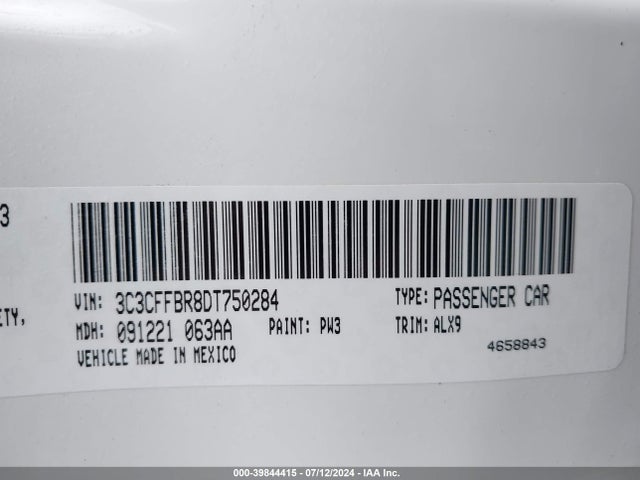 3
ETY,
VIN: 3C3CFFBR8DT750284 TYPE: PASSENGER CAR
MDH: 091221 063AA PAINT: PW3 TRIM: ALX9
VEHICLE MADE IN MEXICO 4658843
000-39844415 - 07/12/2024 - IAA Inc.